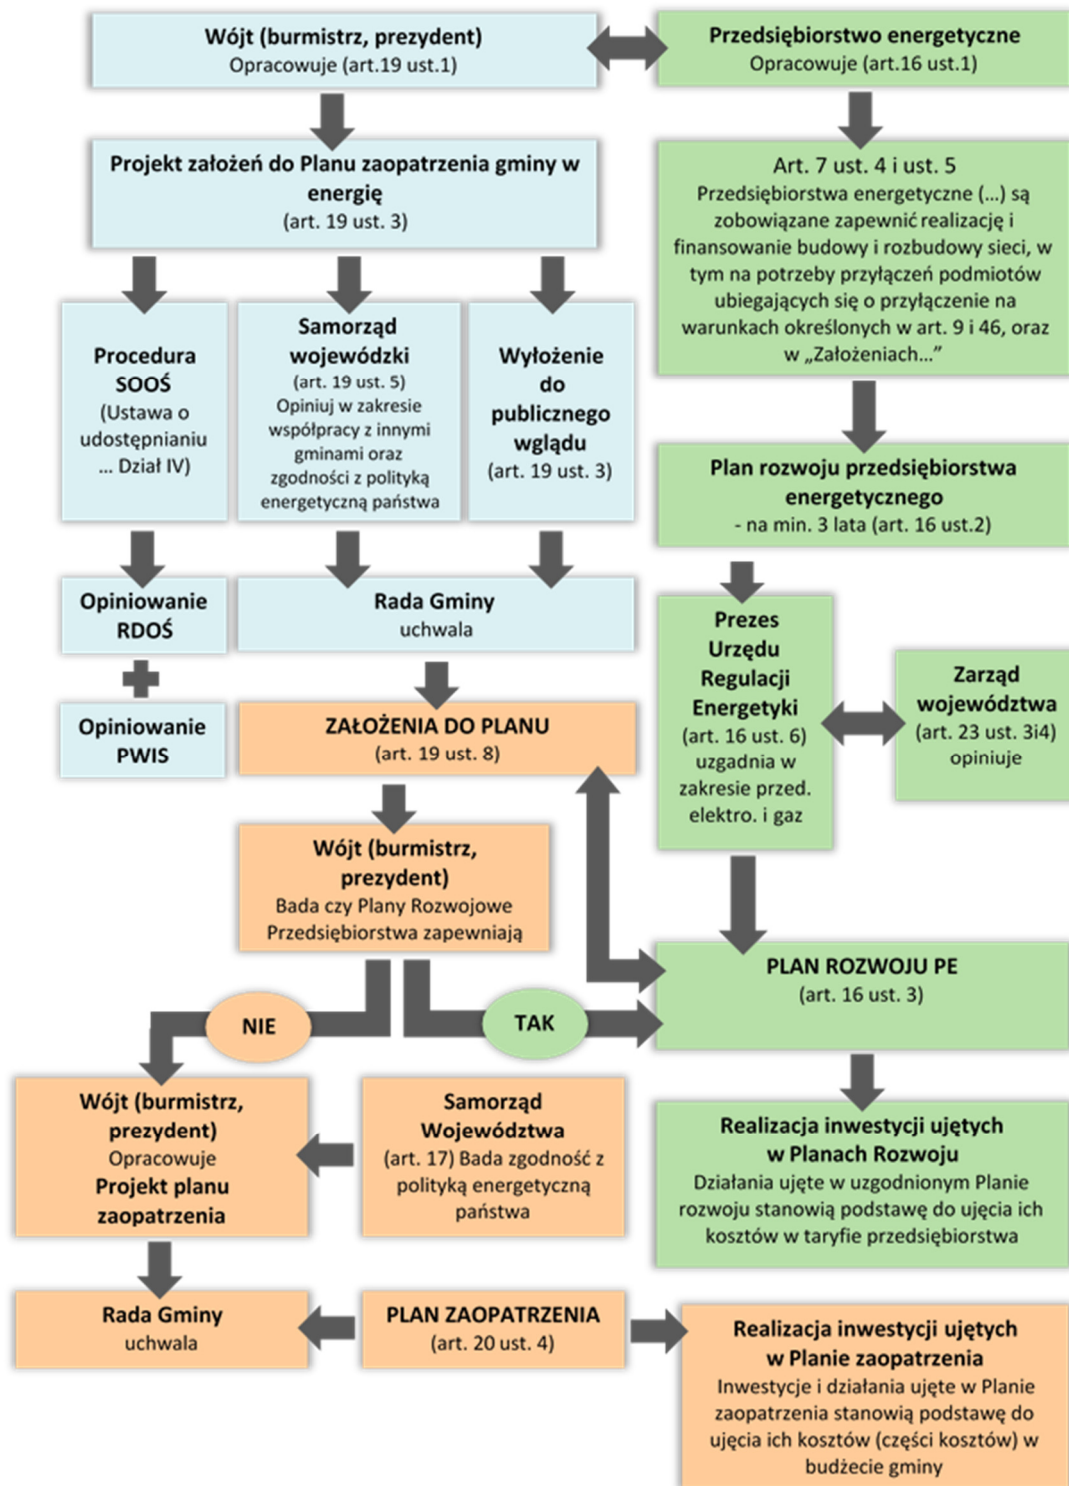 Wójt (burmistrz, prezydent)
Opracowuje (art.19 ust.1)
Przedsiębiorstwo energetyczne
Opracowuje (art.16 ust.1)
Projekt założeń do Planu zaopatrzenia gminy w
energię
(art. 19 ust. 3)
Art. 7 ust. 4 i ust. 5
Przedsiębiorstwa energetyczne (...) są
zobowiązane zapewnić realizację i
finansowanie budowy i rozbudowy sieci, w
tym na potrzeby przyłączeń podmiotów
ubiegających się o przyłączenie na
warunkach określonych w art. 9 i 46, oraz
w „Założeniach...”
Procedura
SOOŚ
(Ustawa o
udostępnianiu
... Dział IV)
Samorząd
wojewódzki
(art. 19 ust. 5)
Opiniuj w zakresie
współpracy z innymi
gminami oraz
zgodności z polityką
energetyczną państwa
Wyłożenie
do
publicznego
wglądu
(art. 19 ust. 3)
Plan rozwoju przedsiębiorstwa
energetycznego
- na min. 3 lata (art. 16 ust.2)
Opiniowanie
RDOŚ
Opiniowanie
PWIS
Rada Gminy
uchwala
ZAŁOŻENIA DO PLANU
(art. 19 ust. 8)
Prezes
Urzędu
Regulacji
Energetyki
(art. 16 ust. 6)
uzgadnia w
zakresie przed.
elektro. i gaz
Zarząd
województwa
(art. 23 ust. 3i4)
opiniuje
Wójt (burmistrz,
prezydent)
Bada czy Plany Rozwojowe
Przedsiębiorstwa zapewniają
PLAN ROZWOJU PE
(art. 16 ust. 3)
NIE
TAK
Wójt (burmistrz,
prezydent)
Opracowuje
Projekt planu
zaopatrzenia
Samorząd
Województwa
(art. 17) Bada zgodność z
polityką energetyczną
państwa
Realizacja inwestycji ujętych
w Planach Rozwoju
Działania ujęte w uzgodnionym Planie
rozwoju stanowią podstawę do ujęcia ich
kosztów w taryfie przedsiębiorstwa
Rada Gminy
uchwala
PLAN ZAOPATRZENIA
(art. 20 ust. 4)
Realizacja inwestycji ujętych
w Planie zaopatrzenia
Inwestycje i działania ujęte w Planie
zaopatrzenia stanowią podstawę do
ujęcia ich kosztów (części kosztów) w
budżecie gminy